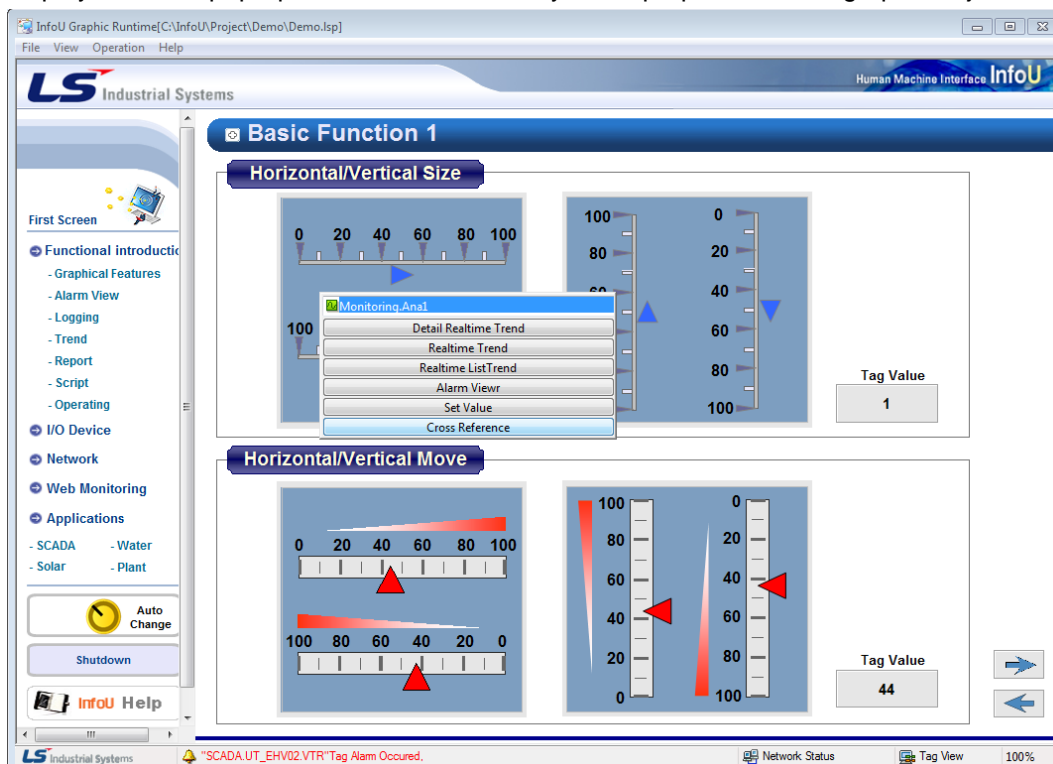 InfoU Graphic Runtime[C:\InfoU\Project\Demo\Demo.lsp]
File View Operation Help
LS Industrial Systems
Human Machine Interface InfoU
Basic Function 1
First Screen
Functional introductic
- Graphical Features
- Alarm View
- Logging
- Trend
- Report
- Script
- Operating
I/O Device
Network
Web Monitoring
Applications
- SCADA - Water
- Solar - Plant
Auto
Change
Shutdown
InfoU Help
Horizontal/Vertical Size
0 20 40 60 80 100
100
Monitoring.Ana1
Detail Realtime Trend
Realtime Trend
Realtime ListTrend
Alarm Viewr
Set Value
Cross Reference
100 0
80 20
60 40
60
80
100
Tag Value
1
Horizontal/Vertical Move
0 20 40 60 80 100
100 80 60 40 20 0
100 0
80 20
60 40
40 60
20 80
0 100
Tag Value
44
LS Industrial Systems
"SCADA.UT_EHV02.VTR"Tag Alam Occured,
Network Status
Tag View
100%